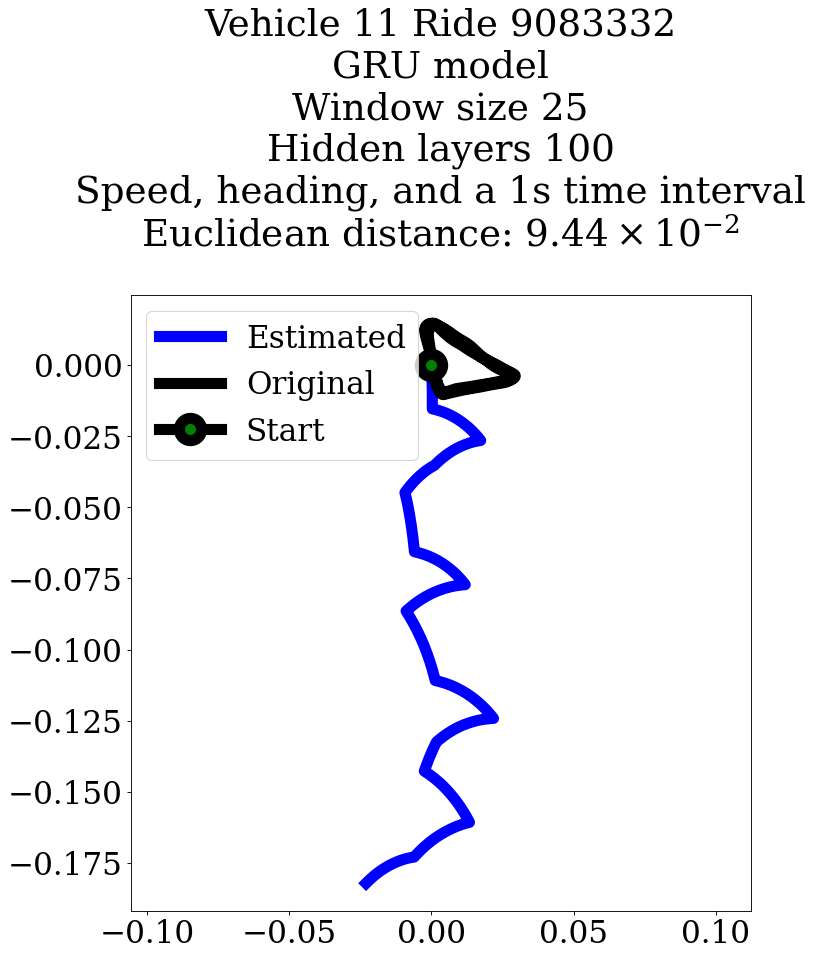 Vehicle 11 Ride 9083332
GRU model
Window size 25
Hidden layers 100
Speed, heading, and a 1s time interval
Euclidean distance: 9.44 × 10⁻²
Estimated
Original
Start
0.000
−0.025
−0.050
−0.075
−0.100
−0.125
−0.150
−0.175
−0.10 −0.05 0.00 0.05 0.10